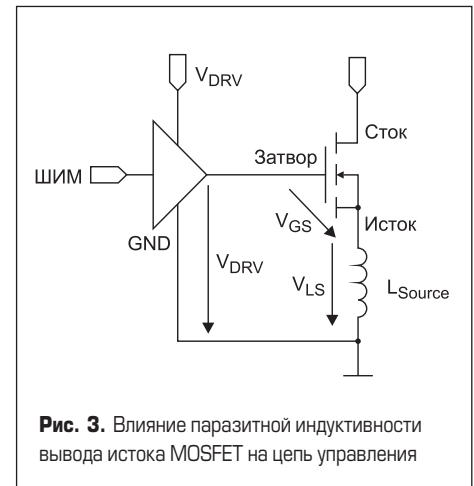 V_DRV
Сток
Затвор
ШИМ
V_GS
Исток
GND
V_DRV
V_LS
L_Source
Рис. 3. Влияние паразитной индуктивности
вывода истока MOSFET на цепь управления